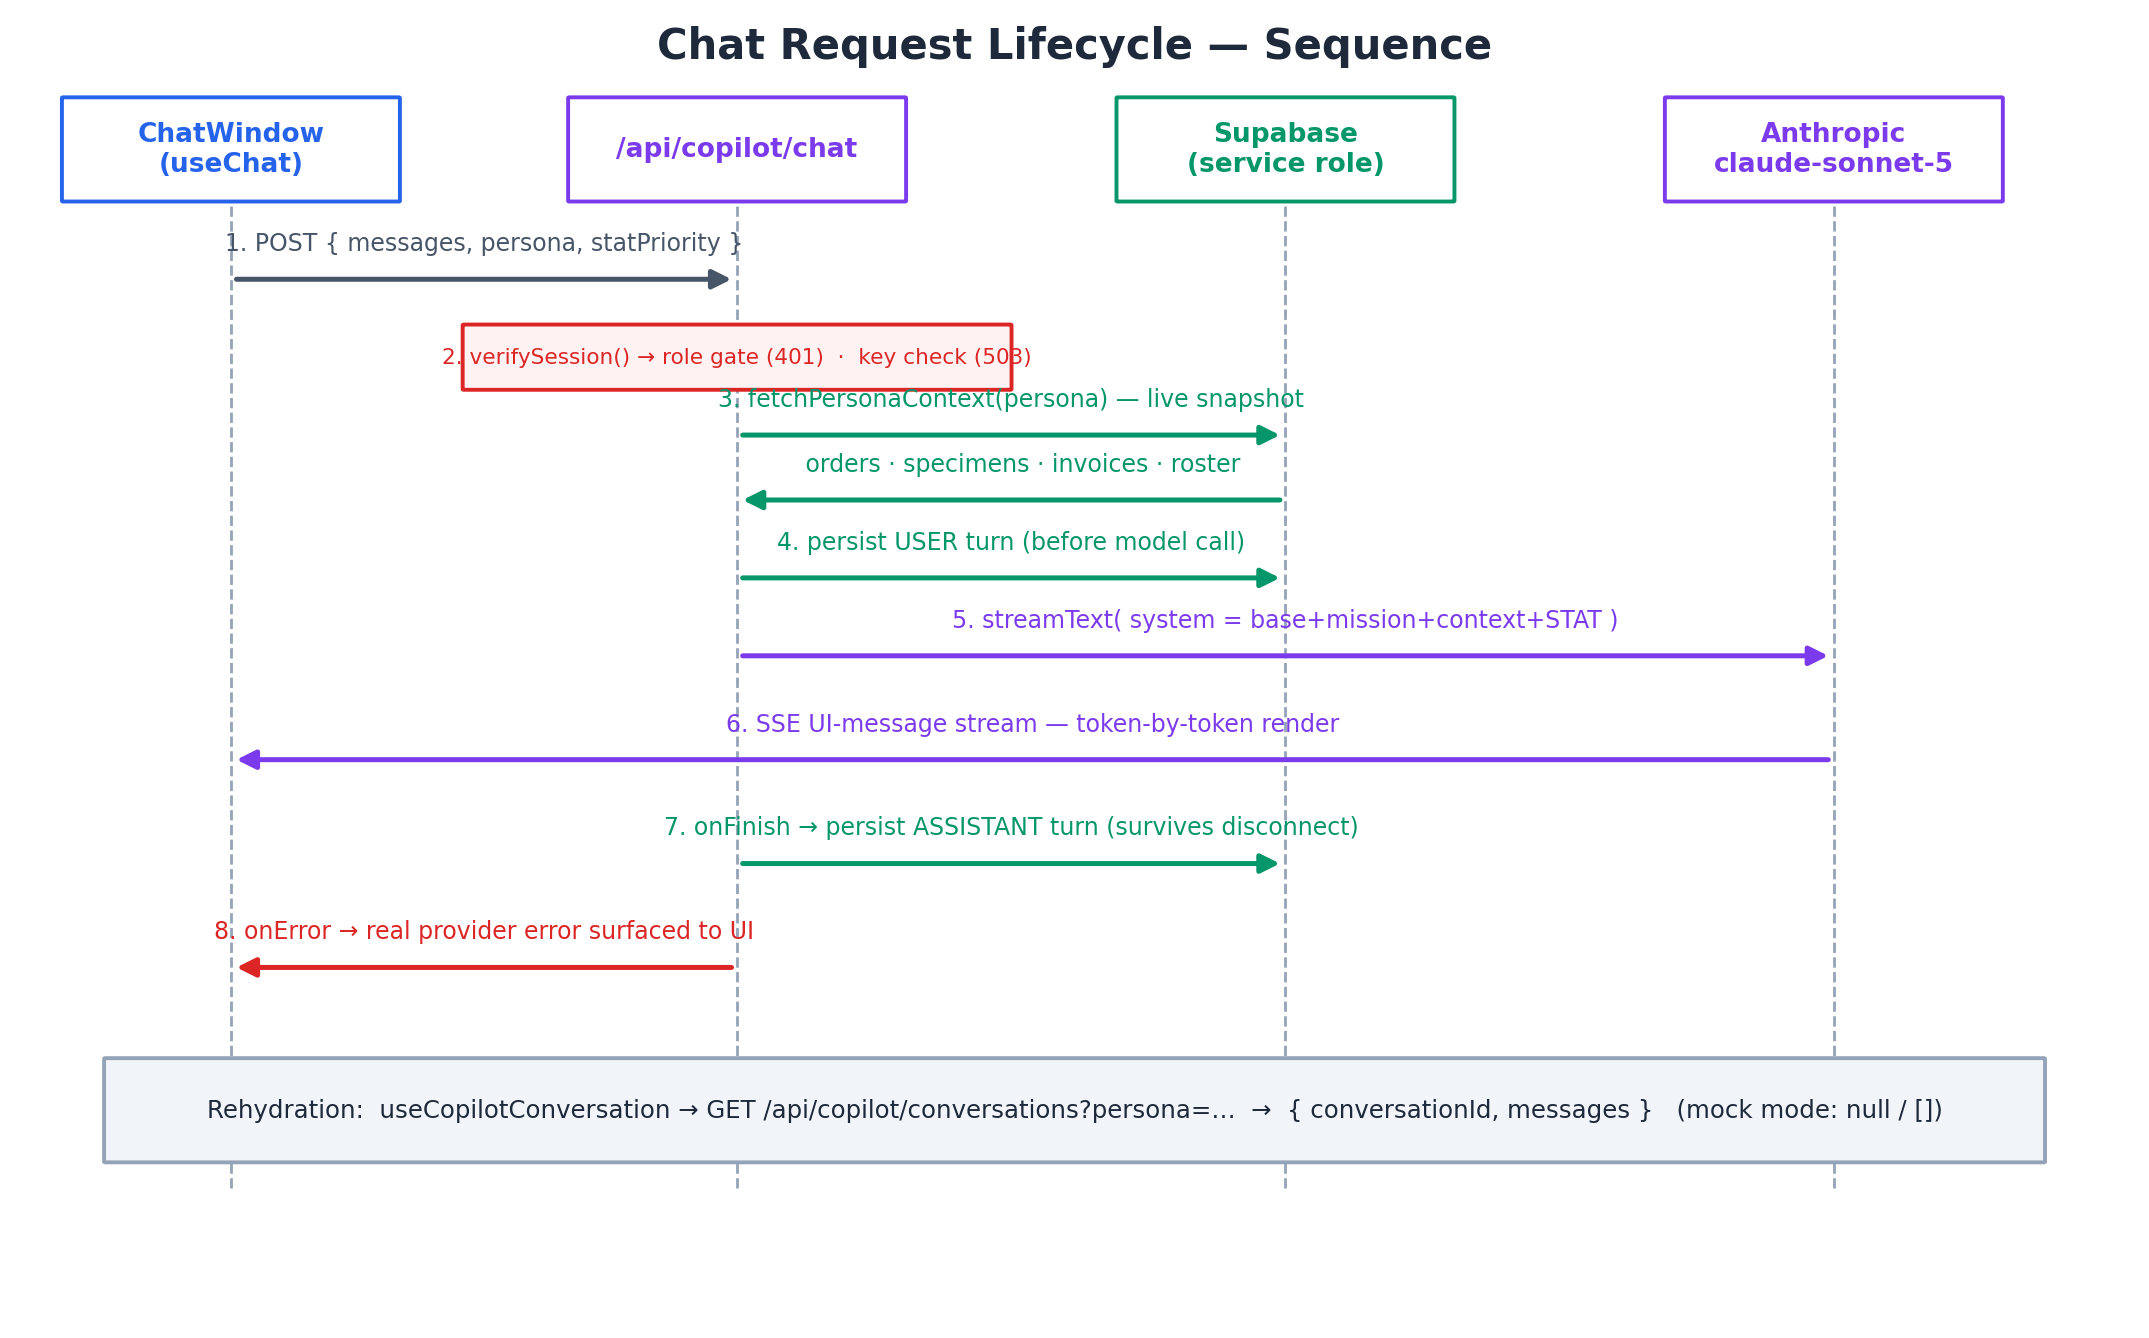 Chat Request Lifecycle — Sequence
ChatWindow
(useChat)
/api/copilot/chat
Supabase
(service role)
Anthropic
claude-sonnet-5
1. POST { messages, persona, statPriority }
2. verifySession() → role gate (401)  ·  key check (503)
3. fetchPersonaContext(persona) — live snapshot
orders · specimens · invoices · roster
4. persist USER turn (before model call)
5. streamText( system = base+mission+context+STAT )
6. SSE UI-message stream — token-by-token render
7. onFinish → persist ASSISTANT turn (survives disconnect)
8. onError → real provider error surfaced to UI
Rehydration:  useCopilotConversation → GET /api/copilot/conversations?persona=…  →  { conversationId, messages }   (mock mode: null / [])